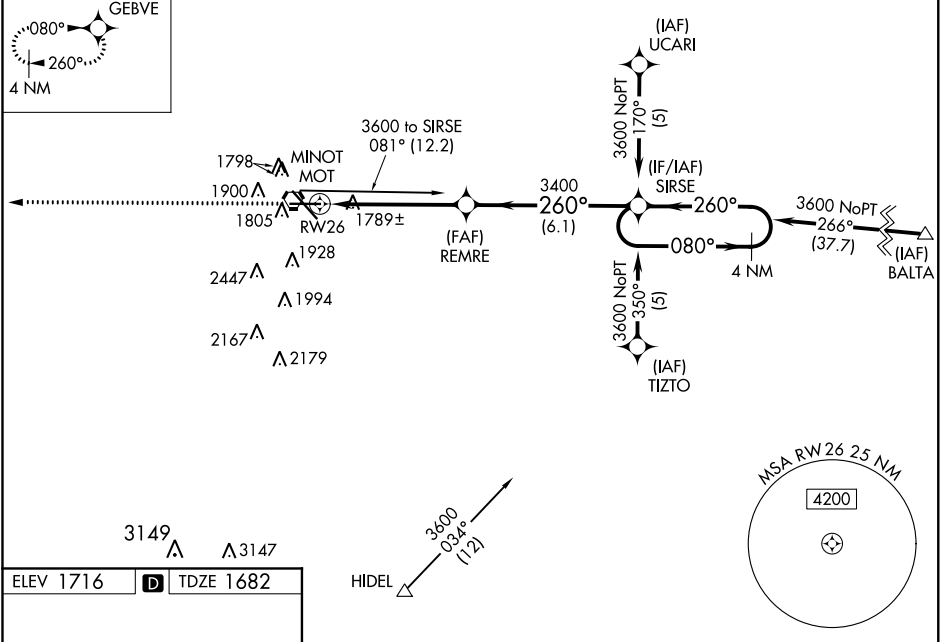 GEBVE
080°
260°
4 NM
(IAF)
UCARI
3600 NoPT
170°
(5)
3600 to SIRSE
081° (12.2)
1798
MINOT
MOT
1900
1805
RW26
1789±
(FAF)
REMRE
3400
260°
(6.1)
(IF/IAF)
SIRSE
260°
080°
4 NM
3600 NoPT
266°
(37.7)
(IAF)
BALTA
1928
2447
1994
2167
2179
3600 NoPT
350°
(5)
(IAF)
TIZTO
MSA RW26 25 NM
4200
3149
3147
3600
034°
(12)
HIDEL
ELEV 1716 D TDZE 1682